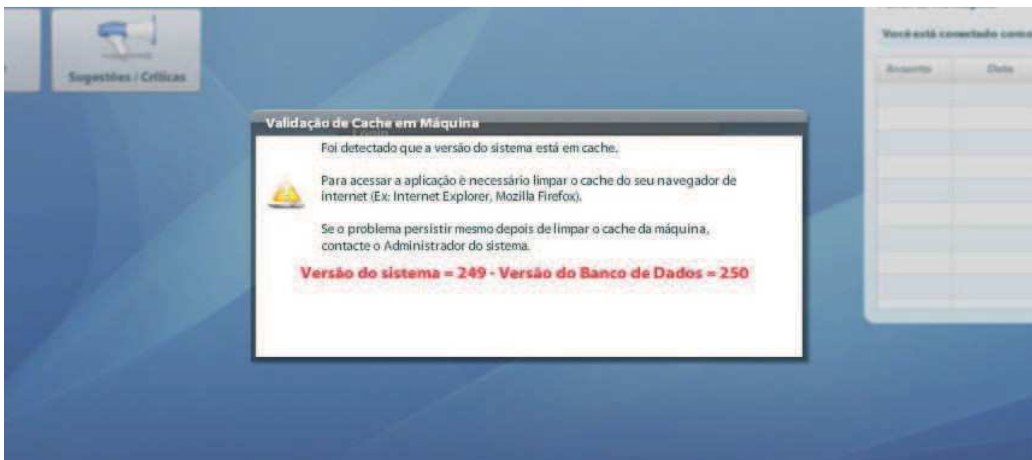 Sugestões / Críticas
Você está conectado como
Assunto
Data
Validação de Cache em Máquina
Login
Foi detectado que a versão do sistema está em cache.
Para acessar a aplicação è necessário limpar o cache do seu navegador de
internet (Ex: Internet Explorer, Mozilla Firefox).
Se o problema persistir mesmo depois de limpar o cache da máquina,
contacte o Administrador do sistema.
Versão do sistema = 249 - Versão do Banco de Dados = 250